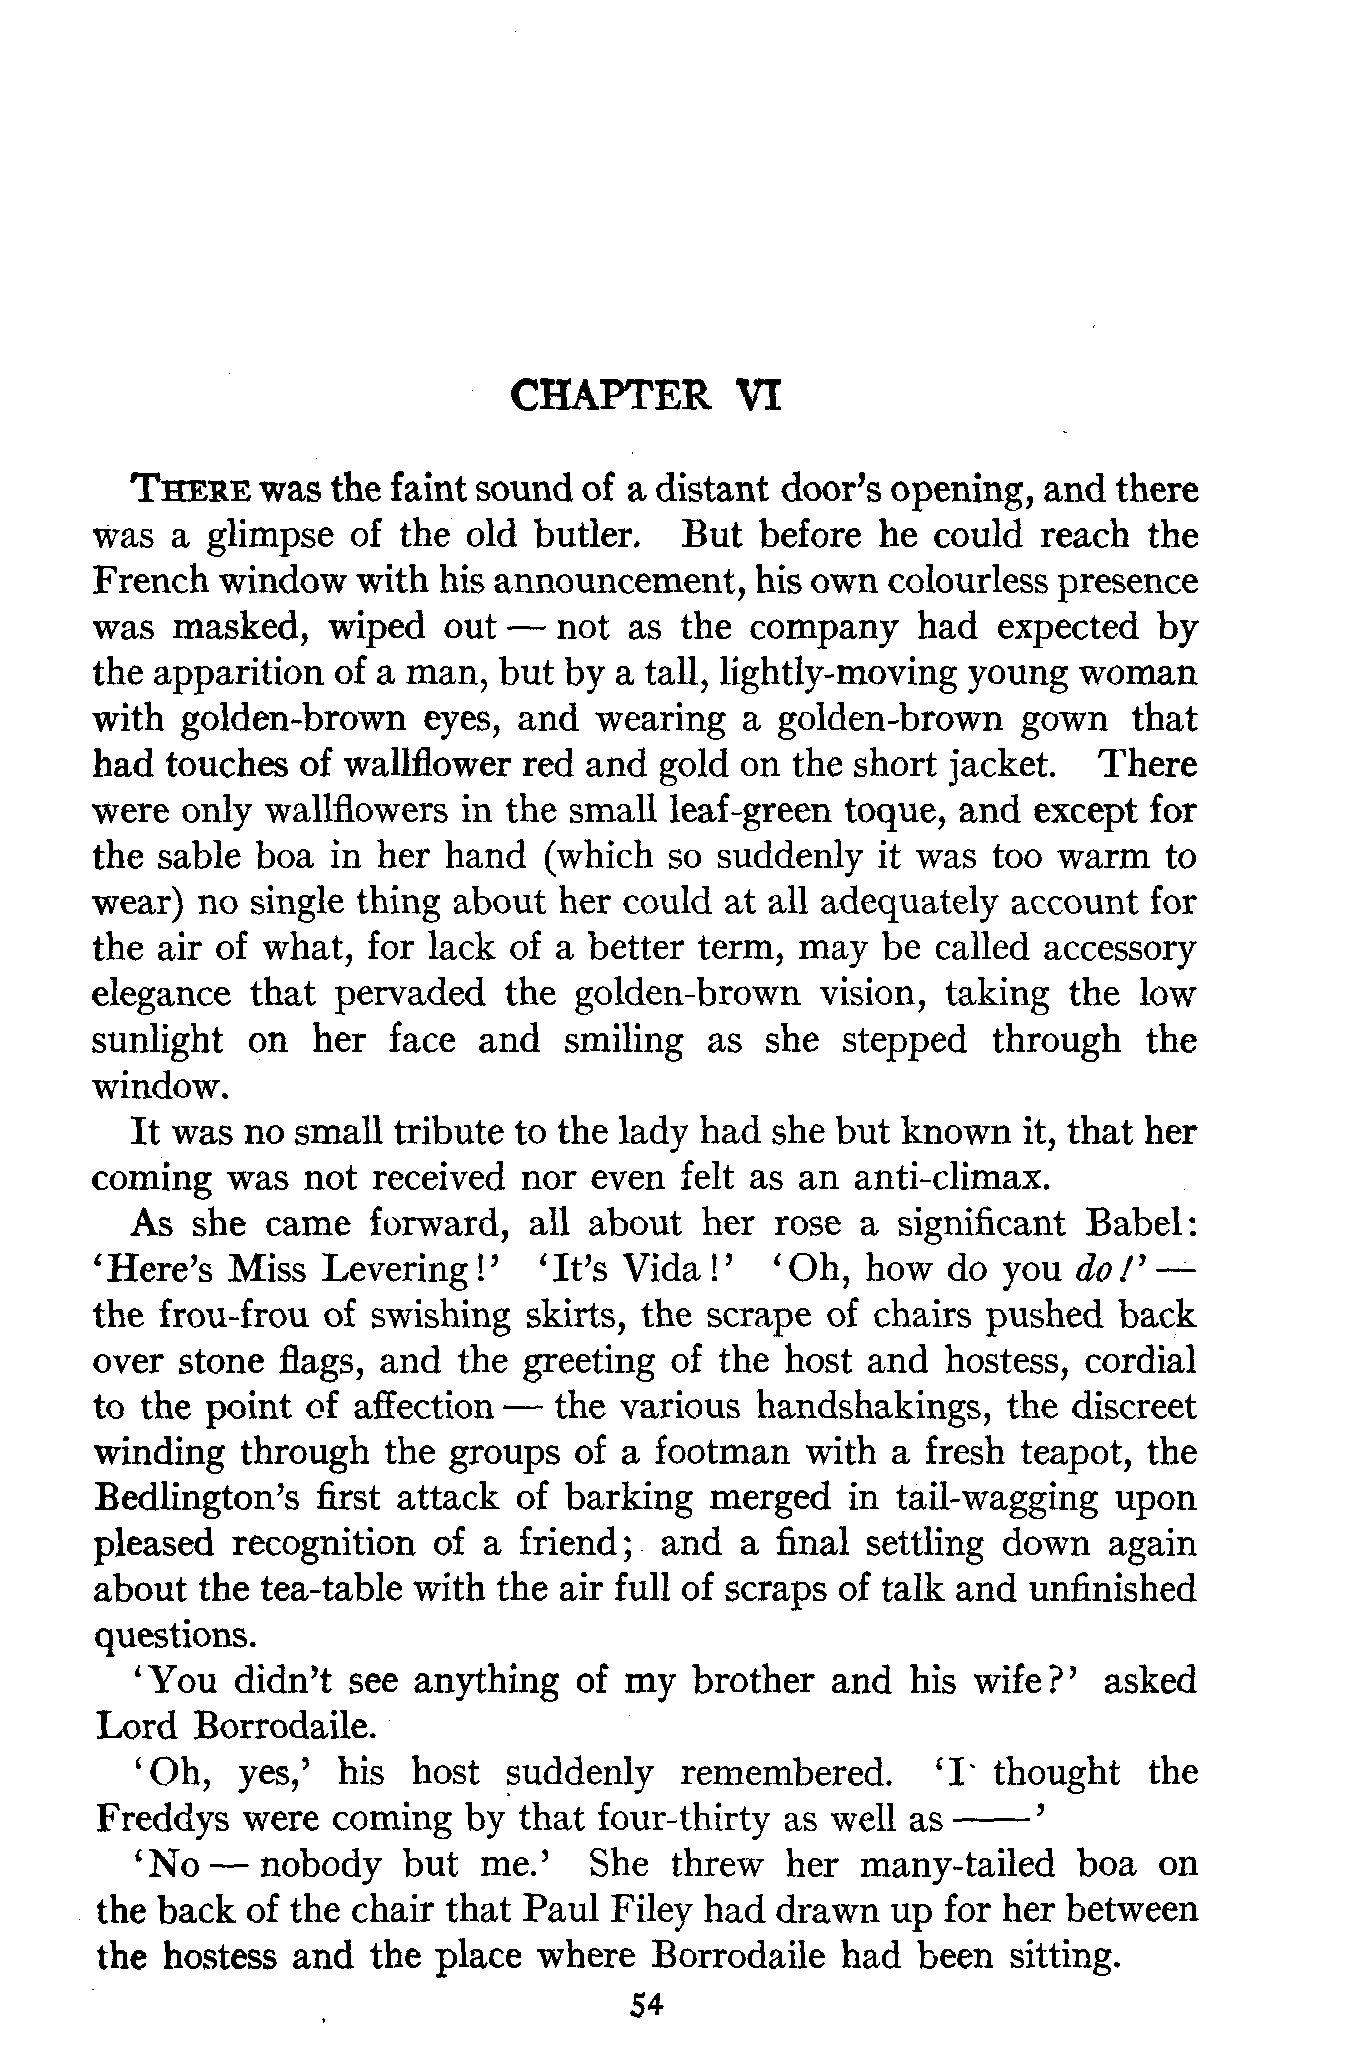 CHAPTER VI
THERE was the faint sound of a distant door's opening, and there
was a glimpse of the old butler. But before he could reach the
French window with his announcement, his own colourless presence
was masked, wiped out — not as the company had expected by
the apparition of a man, but by a tall, lightly-moving young woman
with golden-brown eyes, and wearing a golden-brown gown that
had touches of wallflower red and gold on the short jacket. There
were only wallflowers in the small leaf-green toque, and except for
the sable boa in her hand (which so suddenly it was too warm to
wear) no single thing about her could at all adequately account for
the air of what, for lack of a better term, may be called accessory
elegance that pervaded the golden-brown vision, taking the low
sunlight on her face and smiling as she stepped through the
window.
It was no small tribute to the lady had she but known it, that her
coming was not received nor even felt as an anti-climax.
As she came forward, all about her rose a significant Babel:
'Here's Miss Levering!' 'It's Vida!' 'Oh, how do you do!' —
the frou-frou of swishing skirts, the scrape of chairs pushed back
over stone flags, and the greeting of the host and hostess, cordial
to the point of affection — the various handshakings, the discreet
winding through the groups of a footman with a fresh teapot, the
Bedlington's first attack of barking merged in tail-wagging upon
pleased recognition of a friend; and a final settling down again
about the tea-table with the air full of scraps of talk and unfinished
questions.
'You didn't see anything of my brother and his wife?' asked
Lord Borrodaile.
'Oh, yes,' his host suddenly remembered. 'I thought the
Freddys were coming by that four-thirty as well as ——'
'No — nobody but me.' She threw her many-tailed boa on
the back of the chair that Paul Filey had drawn up for her between
the hostess and the place where Borrodaile had been sitting.
54